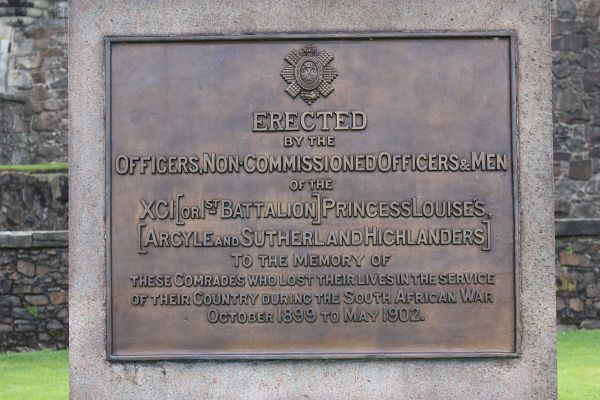 ERECTED
BY THE
OFFICERS, NON-COMMISSIONED OFFICERS & MEN
OF THE
XCI [OR 1ST BATTALION] PRINCESS LOUISE'S,
[ARGYLE AND SUTHERLAND HIGHLANDERS]
TO THE MEMORY OF
THESE COMRADES WHO LOST THEIR LIVES IN THE SERVICE
OF THEIR COUNTRY DURING THE SOUTH AFRICAN WAR
OCTOBER 1899 TO MAY 1902.